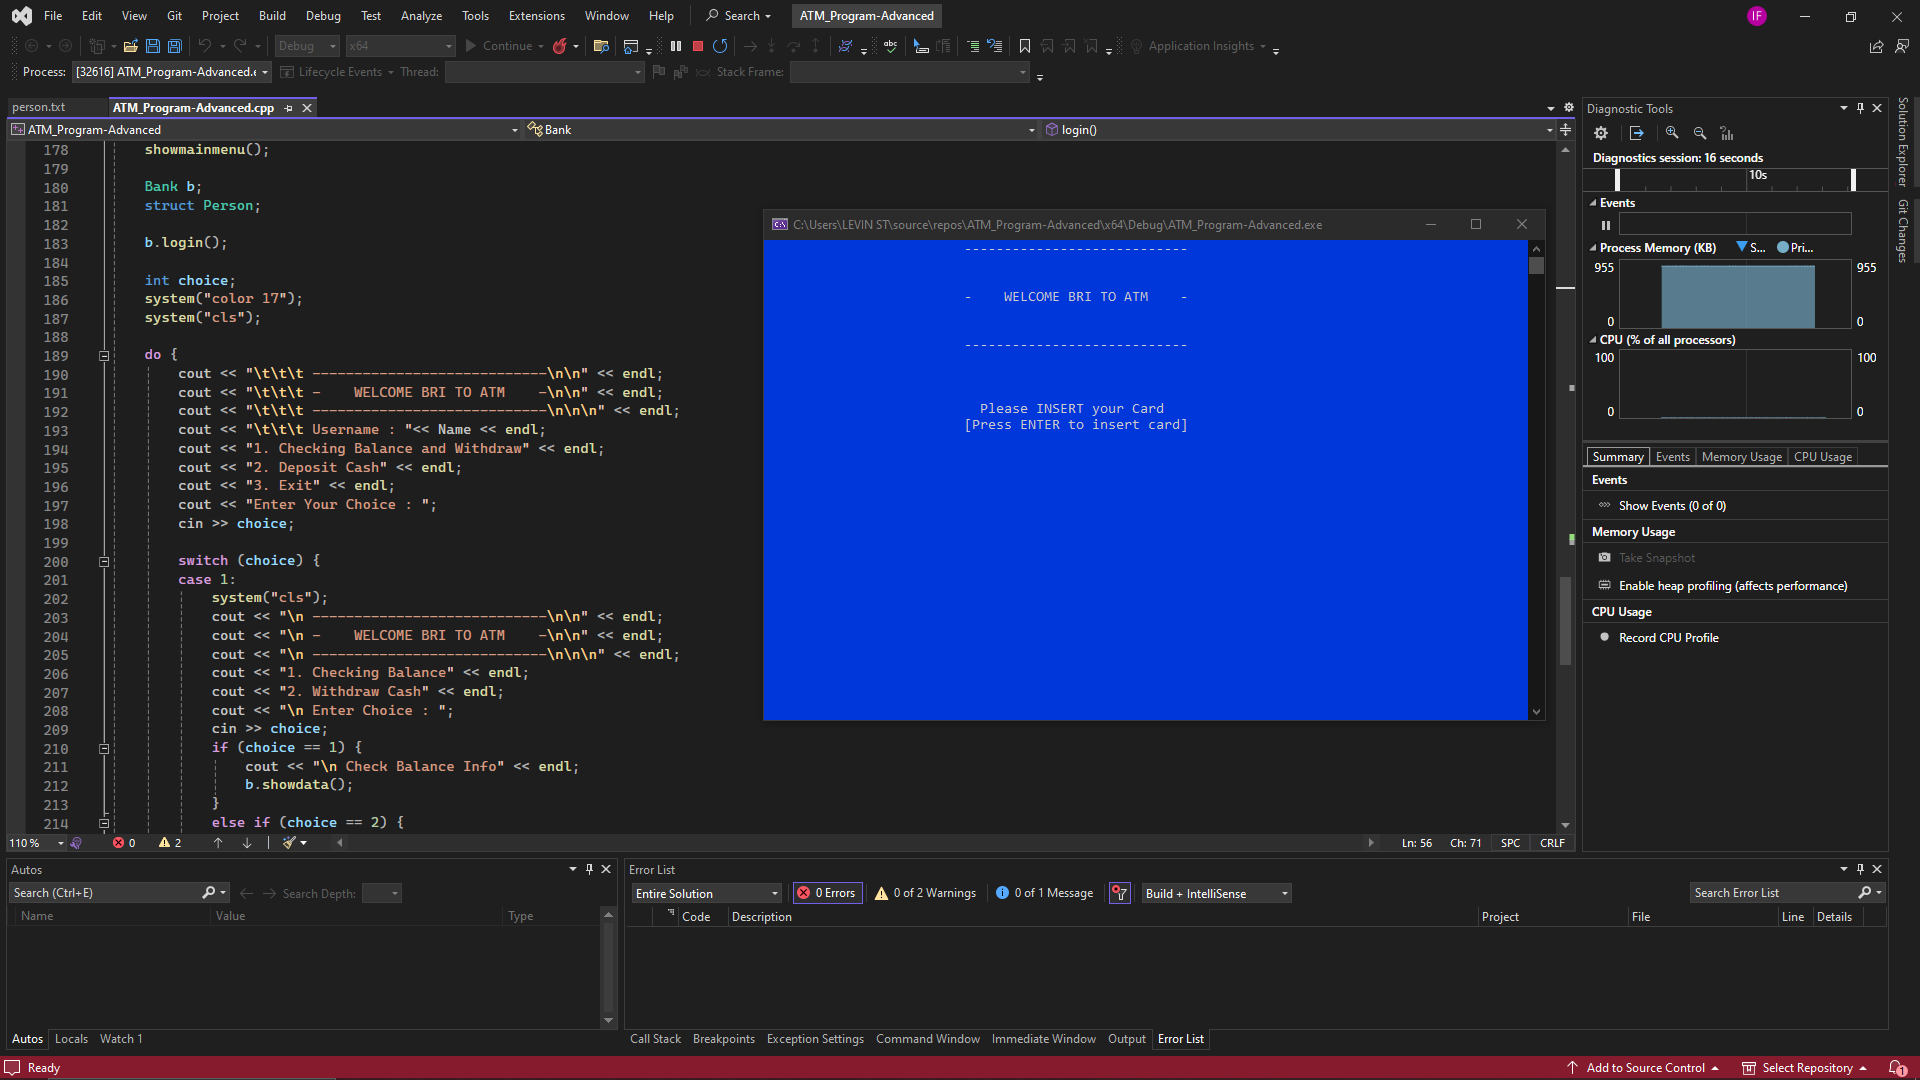 File Edit View Git Project Build Debug Test Analyze Tools Extensions Window Help Search ATM_Program-Advanced IF
Debug x64 Continue Application Insights
Process: [32616] ATM_Program-Advanced.e Lifecycle Events Thread: Stack Frame:
person.txt ATM_Program-Advanced.cpp
ATM_Program-Advanced Bank login()
178 showmainmenu();
179
180 Bank b;
181 struct Person;
182
183 b.login();
184
185 int choice;
186 system("color 17");
187 system("cls");
188
189 do {
190 cout << "\t\t\t ----------------------------\n\n" << endl;
191 cout << "\t\t\t -    WELCOME BRI TO ATM    -\n\n" << endl;
192 cout << "\t\t\t ----------------------------\n\n\n" << endl;
193 cout << "\t\t\t Username : "<< Name << endl;
194 cout << "1. Checking Balance and Withdraw" << endl;
195 cout << "2. Deposit Cash" << endl;
196 cout << "3. Exit" << endl;
197 cout << "Enter Your Choice : ";
198 cin >> choice;
199
200 switch (choice) {
201 case 1:
202 system("cls");
203 cout << "\n ----------------------------\n\n" << endl;
204 cout << "\n -    WELCOME BRI TO ATM    -\n\n" << endl;
205 cout << "\n ----------------------------\n\n\n" << endl;
206 cout << "1. Checking Balance" << endl;
207 cout << "2. Withdraw Cash" << endl;
208 cout << "\n Enter Choice : ";
209 cin >> choice;
210 if (choice == 1) {
211 cout << "\n Check Balance Info" << endl;
212 b.showdata();
213 }
214 else if (choice == 2) {
C:\Users\LEVIN ST\source\repos\ATM_Program-Advanced\x64\Debug\ATM_Program-Advanced.exe
----------------------------
-    WELCOME BRI TO ATM    -
----------------------------
Please INSERT your Card
[Press ENTER to insert card]
110 % 0 2 Ln: 56 Ch: 71 SPC CRLF
Diagnostic Tools
Diagnostics session: 16 seconds
10s
Events
Process Memory (KB) S... Pri...
955 955
0 0
CPU (% of all processors)
100 100
0 0
Summary Events Memory Usage CPU Usage
Events
Show Events (0 of 0)
Memory Usage
Take Snapshot
Enable heap profiling (affects performance)
CPU Usage
Record CPU Profile
Solution Explorer
Git Changes
Autos
Search (Ctrl+E) Search Depth:
Name Value Type
Autos Locals Watch 1
Error List
Entire Solution 0 Errors 0 of 2 Warnings 0 of 1 Message Build + IntelliSense Search Error List
Code Description Project File Line Details
Call Stack Breakpoints Exception Settings Command Window Immediate Window Output Error List
Ready Add to Source Control Select Repository 1